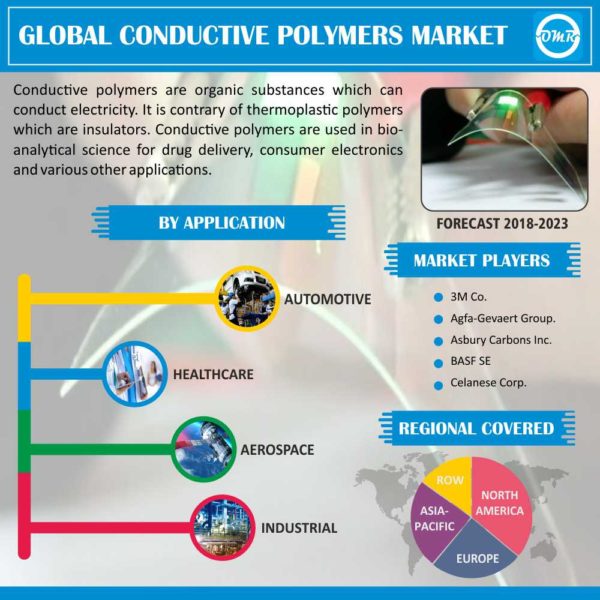 GLOBAL CONDUCTIVE POLYMERS MARKET
OMR
Conductive polymers are organic substances which can
conduct electricity. It is contrary of thermoplastic polymers
which are insulators. Conductive polymers are used in bio-
analytical science for drug delivery, consumer electronics
and various other applications.
FORECAST 2018-2023
BY APPLICATION
AUTOMOTIVE
HEALTHCARE
AEROSPACE
INDUSTRIAL
MARKET PLAYERS
3M Co.
Agfa-Gevaert Group.
Asbury Carbons Inc.
BASF SE
Celanese Corp.
REGIONAL COVERED
ROW
NORTH
AMERICA
ASIA-
PACIFIC
EUROPE